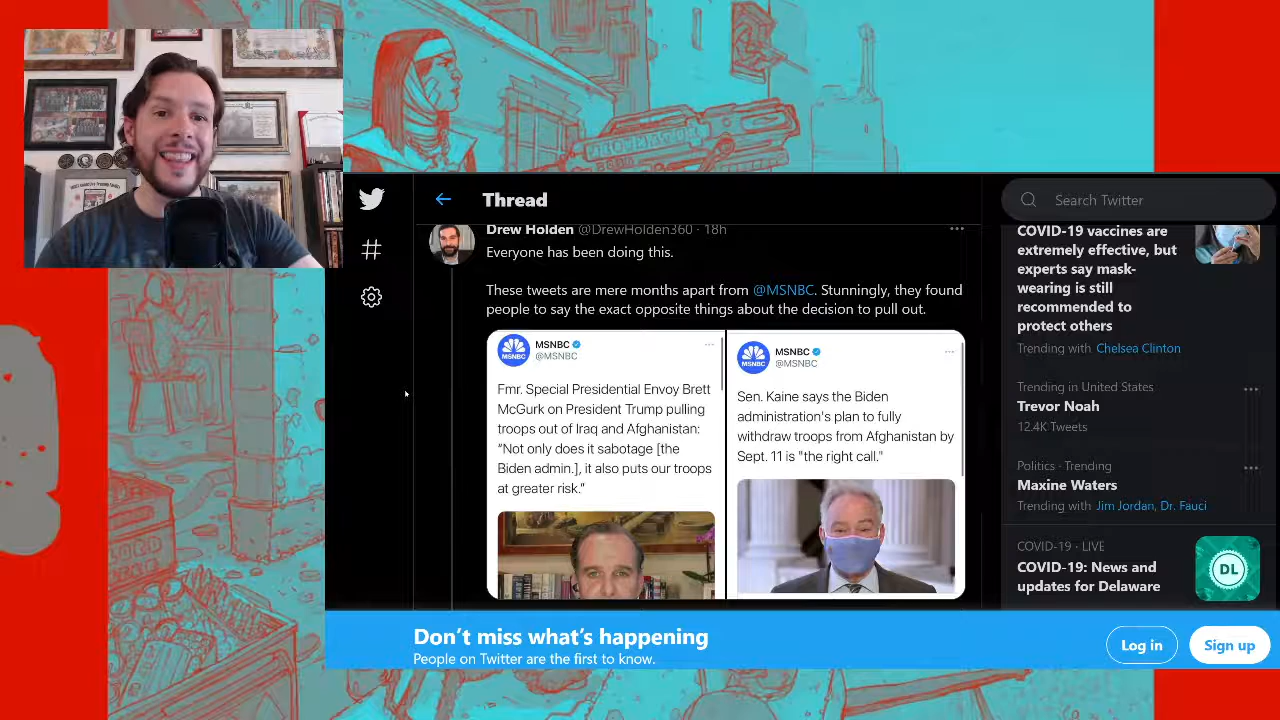 Thread
Search Twitter
Drew Holden @DrewHolden360 · 18h
Everyone has been doing this.
These tweets are mere months apart from @MSNBC. Stunningly, they found
people to say the exact opposite things about the decision to pull out.
MSNBC
MSNBC
@MSNBC
Fmr. Special Presidential Envoy Brett
McGurk on President Trump pulling
troops out of Iraq and Afghanistan:
“Not only does it sabotage [the
Biden admin.], it also puts our troops
at greater risk.”
MSNBC
MSNBC
@MSNBC
Sen. Kaine says the Biden
administration's plan to fully
withdraw troops from Afghanistan by
Sept. 11 is "the right call."
COVID-19 vaccines are
extremely effective, but
experts say mask-
wearing is still
recommended to
protect others
Trending with Chelsea Clinton
Trending in United States
Trevor Noah
12.4K Tweets
Politics · Trending
Maxine Waters
Trending with Jim Jordan, Dr. Fauci
COVID-19 · LIVE
COVID-19: News and
updates for Delaware
DL
Don’t miss what’s happening
People on Twitter are the first to know.
Log in
Sign up